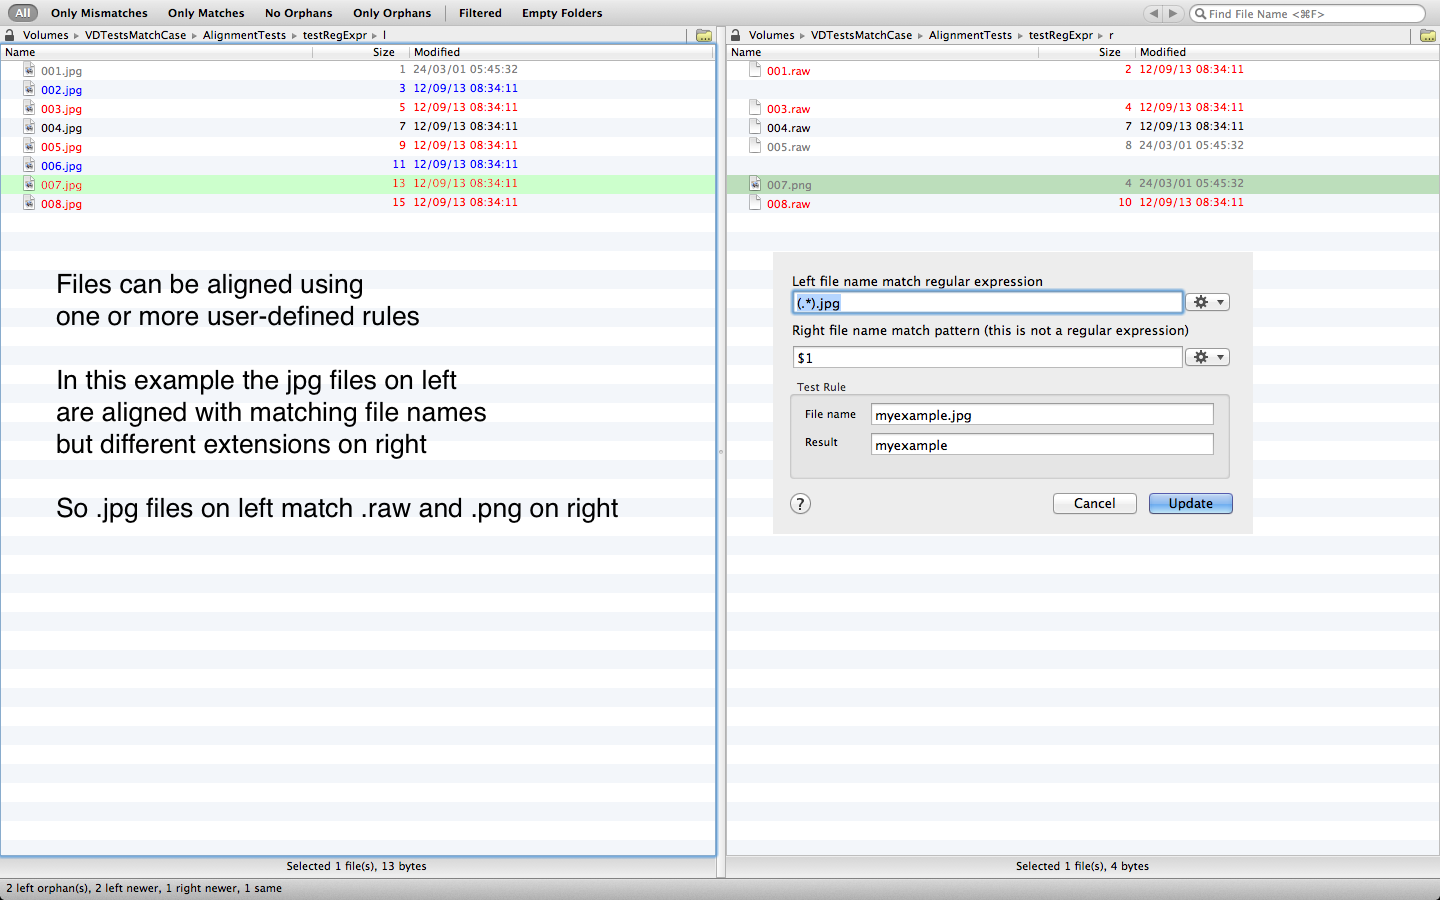 All Only Mismatches Only Matches No Orphans Only Orphans Filtered Empty Folders Find File Name <⌘F>
Volumes ▸ VDTestsMatchCase ▸ AlignmentTests ▸ testRegExpr ▸ l
Name Size Modified
001.jpg 1 24/03/01 05:45:32
002.jpg 3 12/09/13 08:34:11
003.jpg 5 12/09/13 08:34:11
004.jpg 7 12/09/13 08:34:11
005.jpg 9 12/09/13 08:34:11
006.jpg 11 12/09/13 08:34:11
007.jpg 13 12/09/13 08:34:11
008.jpg 15 12/09/13 08:34:11
Files can be aligned using
one or more user-defined rules
In this example the jpg files on left
are aligned with matching file names
but different extensions on right
So .jpg files on left match .raw and .png on right
Selected 1 file(s), 13 bytes
Volumes ▸ VDTestsMatchCase ▸ AlignmentTests ▸ testRegExpr ▸ r
Name Size Modified
001.raw 2 12/09/13 08:34:11
003.raw 4 12/09/13 08:34:11
004.raw 7 12/09/13 08:34:11
005.raw 8 24/03/01 05:45:32
007.png 4 24/03/01 05:45:32
008.raw 10 12/09/13 08:34:11
Left file name match regular expression
(.*).jpg
Right file name match pattern (this is not a regular expression)
$1
Test Rule
File name myexample.jpg
Result myexample
? Cancel Update
Selected 1 file(s), 4 bytes
2 left orphan(s), 2 left newer, 1 right newer, 1 same